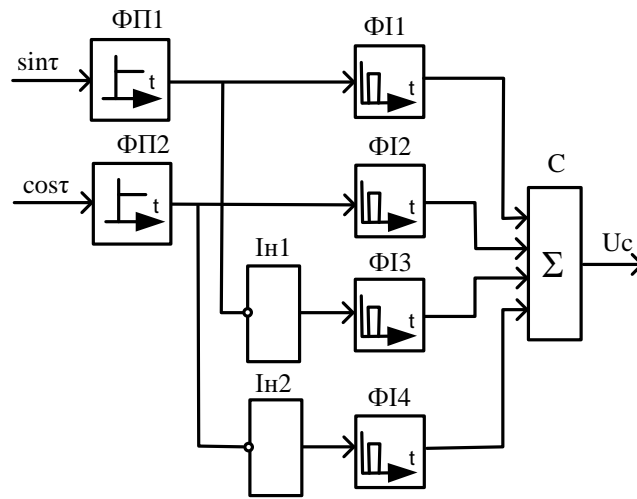 ФП1
ФІ1
sinτ
t
t
ФП2
ФІ2
С
cosτ
t
t
Uc
Σ
Ін1
ФІ3
t
Ін2
ФІ4
t